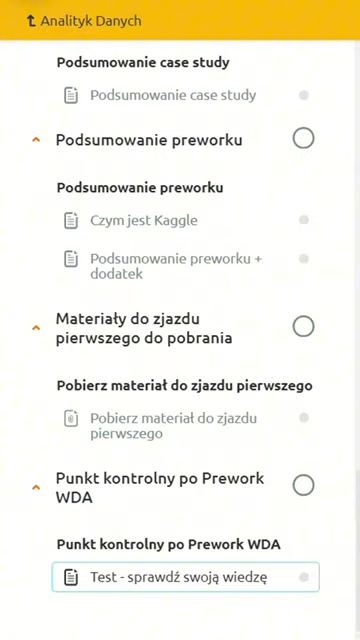 Analityk Danych
Podsumowanie case study
Podsumowanie case study
Podsumowanie preworku
Podsumowanie preworku
Czym jest Kaggle
Podsumowanie preworku +
dodatek
Materiały do zjazdu
pierwszego do pobrania
Pobierz materiał do zjazdu pierwszego
Pobierz materiał do zjazdu
pierwszego
Punkt kontrolny po Prework
WDA
Punkt kontrolny po Prework WDA
Test - sprawdź swoją wiedzę